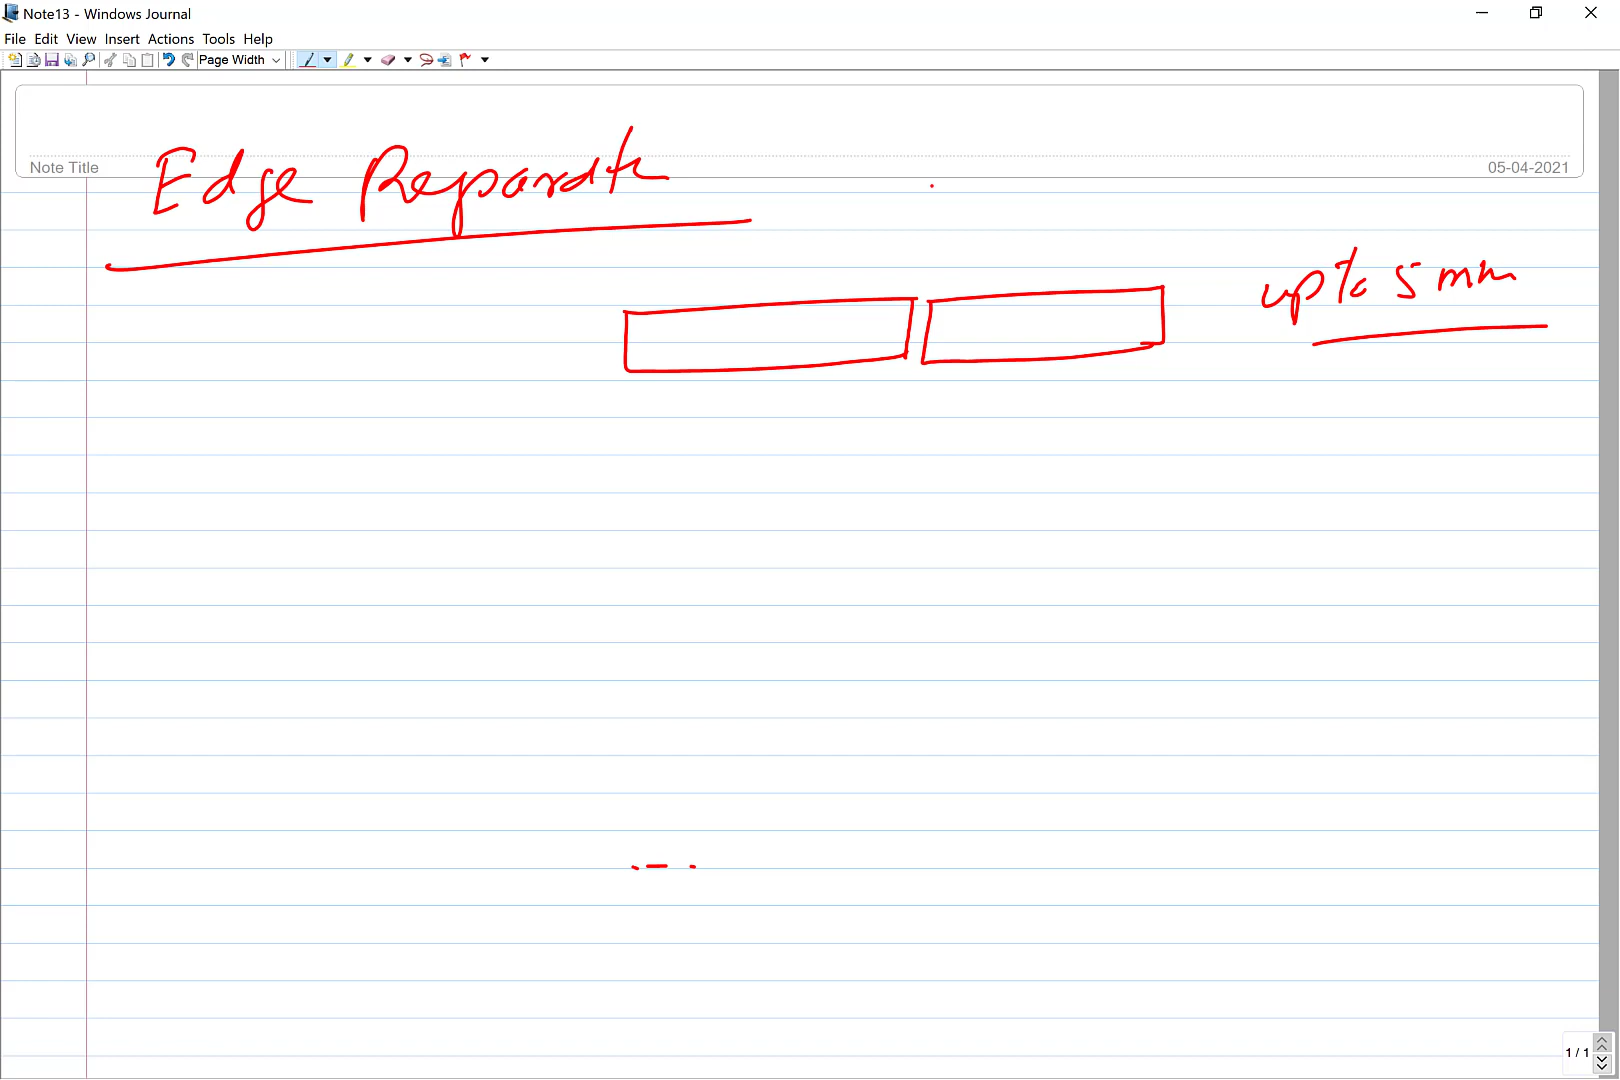 Note13 - Windows Journal
File Edit View Insert Actions Tools Help
Page Width
Note Title
05-04-2021
Edge
upto 5 mm
1 / 1